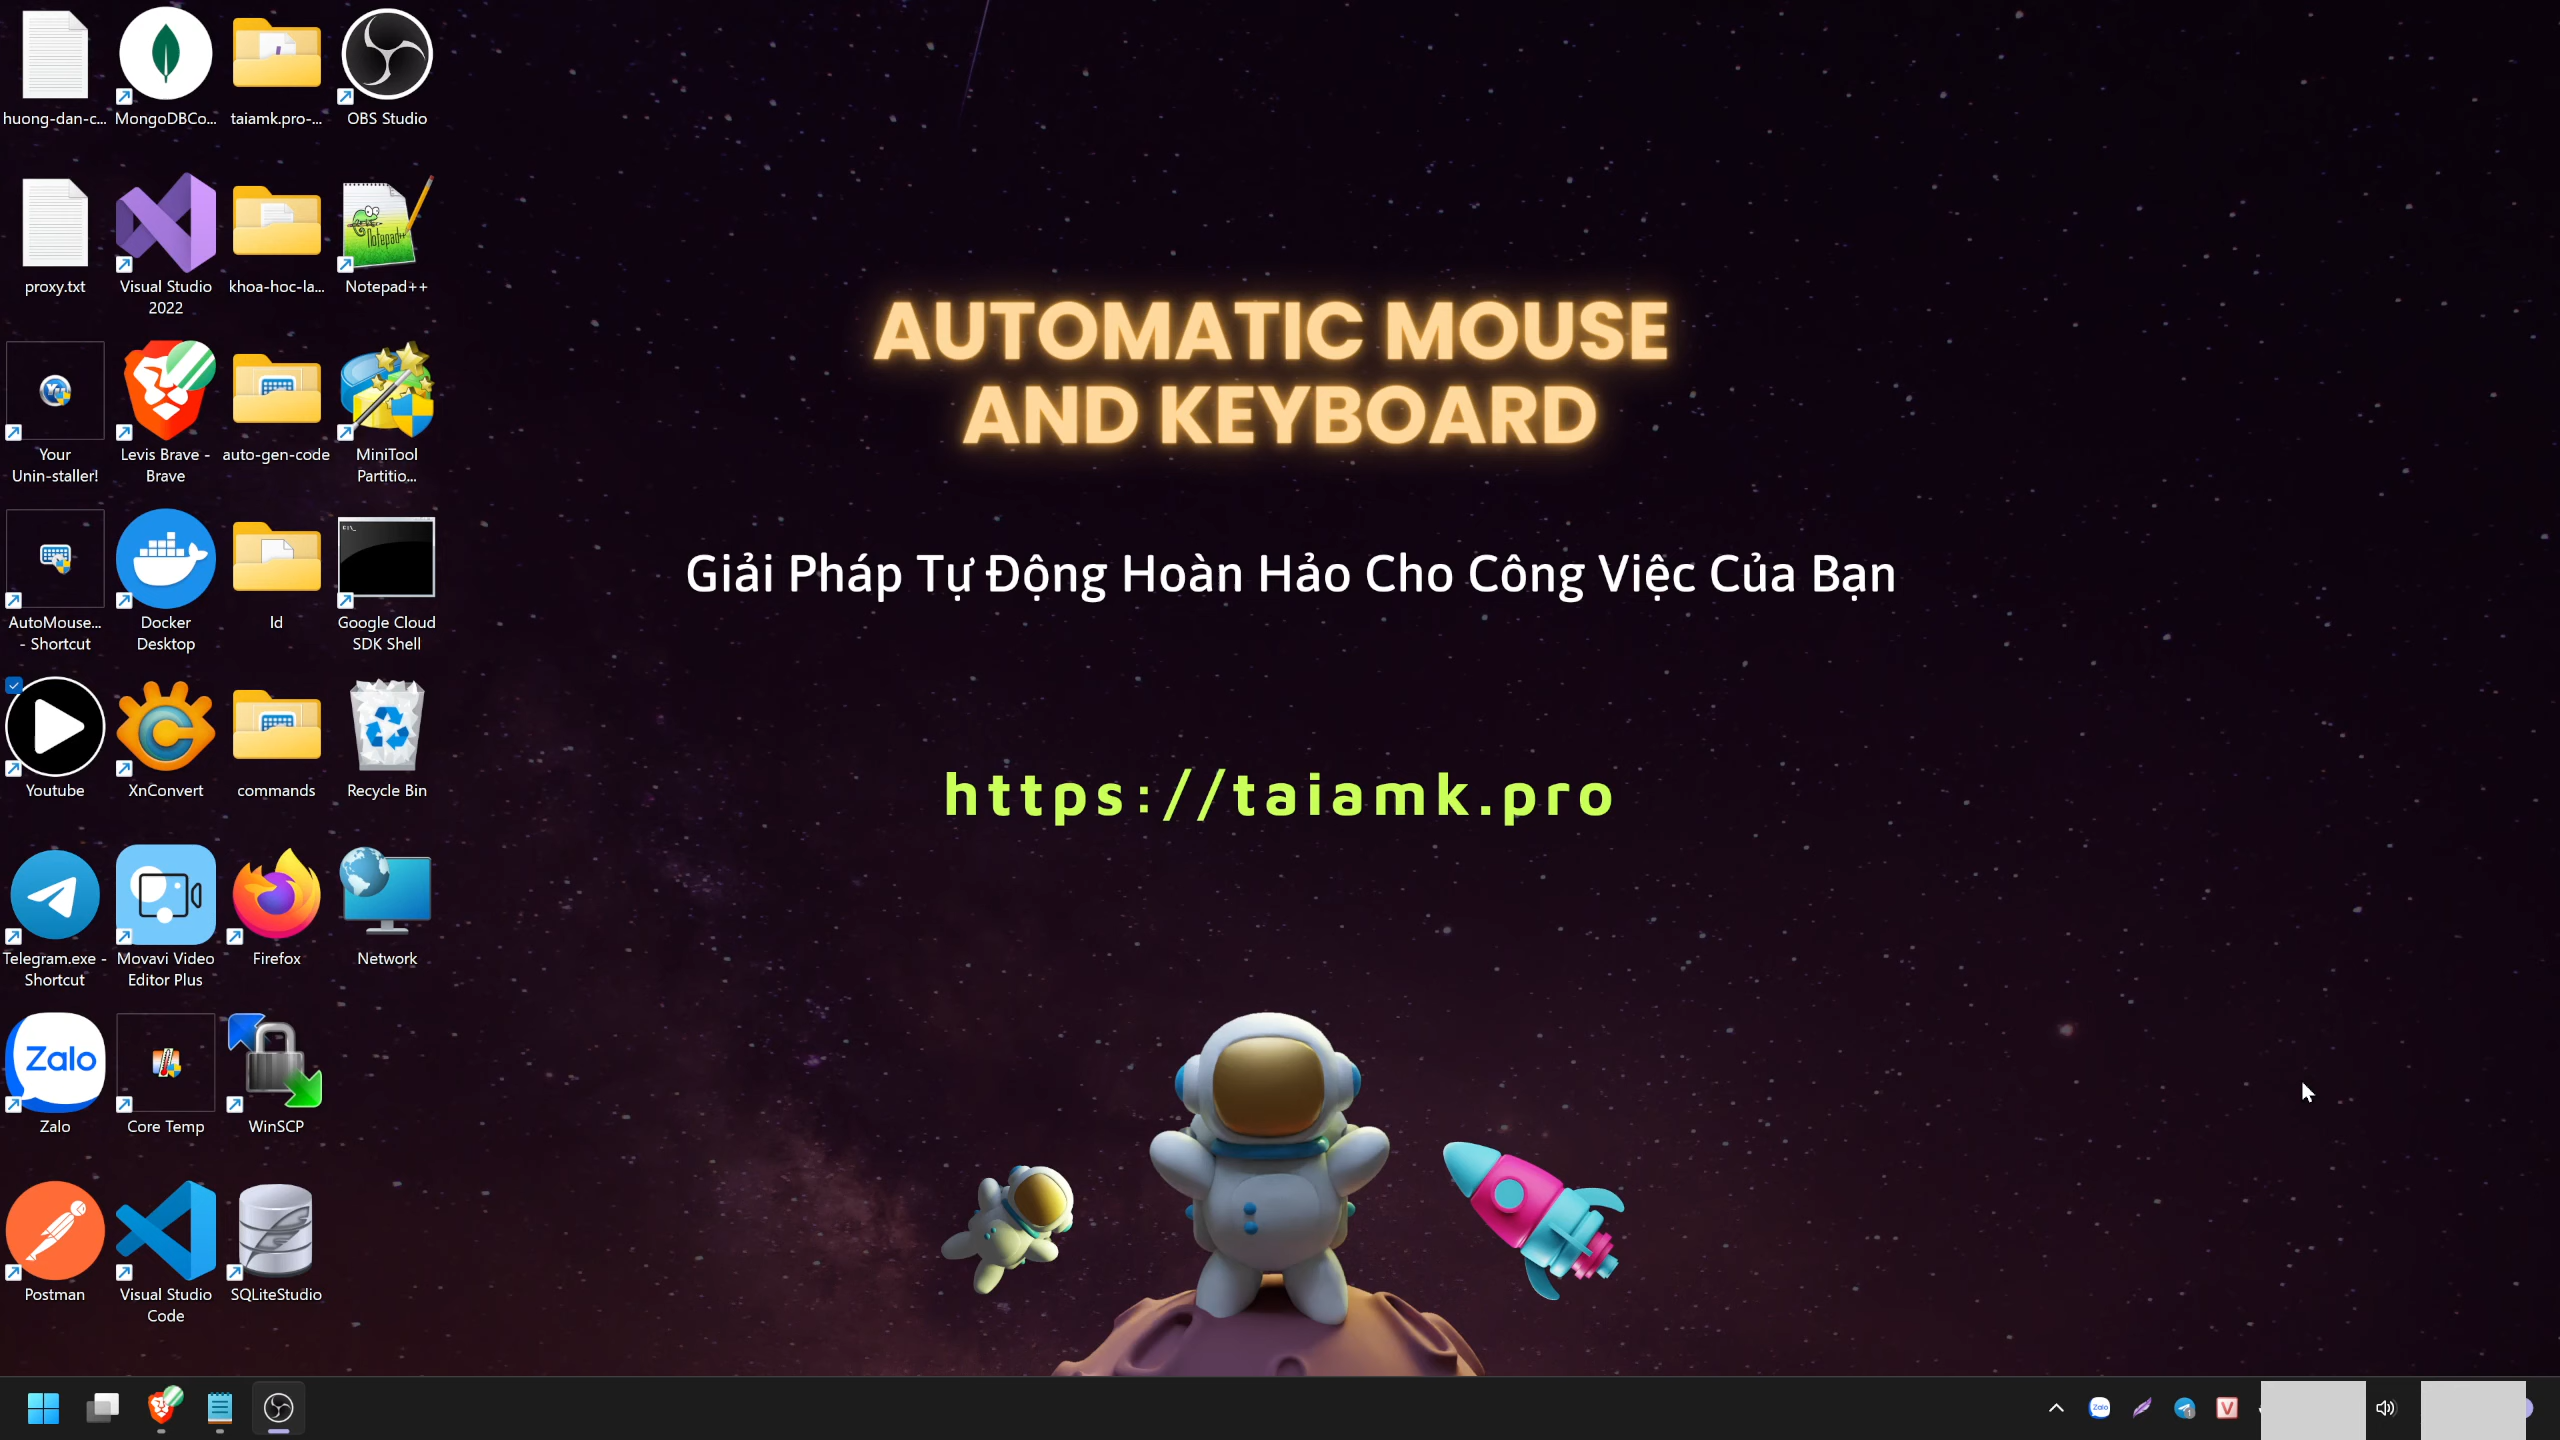 huong-dan-c...
MongoDBCo...
taiamk.pro-...
OBS Studio
proxy.txt
Visual Studio
2022
khoa-hoc-la...
Notepad++
Your
Unin-staller!
Levis Brave -
Brave
auto-gen-code
MiniTool
Partitio...
AutoMouse...
- Shortcut
Docker
Desktop
ld
Google Cloud
SDK Shell
Youtube
XnConvert
commands
Recycle Bin
Telegram.exe -
Shortcut
Movavi Video
Editor Plus
Firefox
Network
Zalo
Zalo
Core Temp
WinSCP
Postman
Visual Studio
Code
SQLiteStudio
AUTOMATIC MOUSE
AND KEYBOARD
Giải Pháp Tự Động Hoàn Hảo Cho Công Việc Của Bạn
https://taiamk.pro
Zalo
V